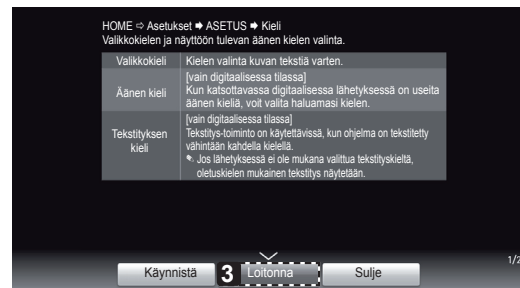 HOME ⇨ Asetukset ➡ ASETUS ➡ Kieli
Valikkokielen ja näyttöön tulevan äänen kielen valinta.
Valikkokieli
Kielen valinta kuvan tekstiä varten.
Äänen kieli
[vain digitaalisessa tilassa]
Kun katsottavassa digitaalisessa lähetyksessä on useita
äänen kieliä, voit valita haluamasi kielen.
Tekstityksen
kieli
[vain digitaalisessa tilassa]
Tekstitys-toiminto on käytettävissä, kun ohjelma on tekstitetty
vähintään kahdella kielellä.
Jos lähetyksessä ei ole mukana valittua tekstityskieltä,
oletuskielen mukainen tekstitys näytetään.
1/2
Käynnistä 3 Loitonna Sulje